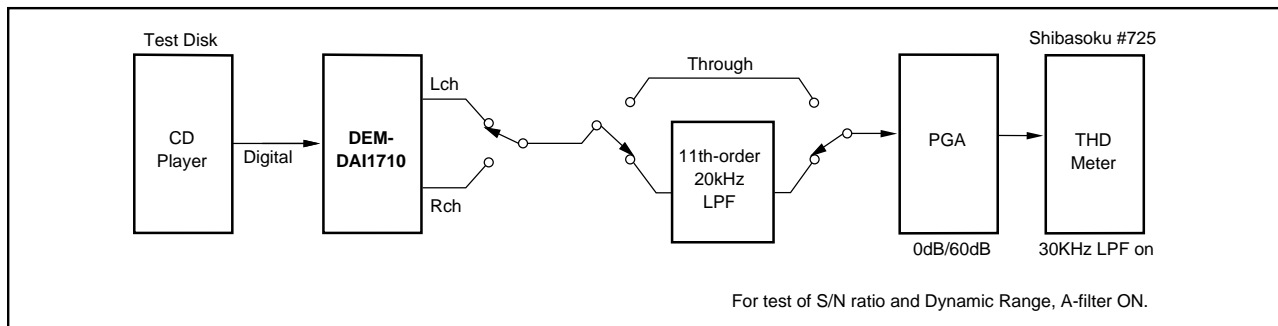 Test Disk
CD
Player
Digital
DEM-
DAI1710
Lch
Rch
Through
11th-order
20kHz
LPF
PGA
0dB/60dB
Shibasoku #725
THD
Meter
30KHz LPF on
For test of S/N ratio and Dynamic Range, A-filter ON.